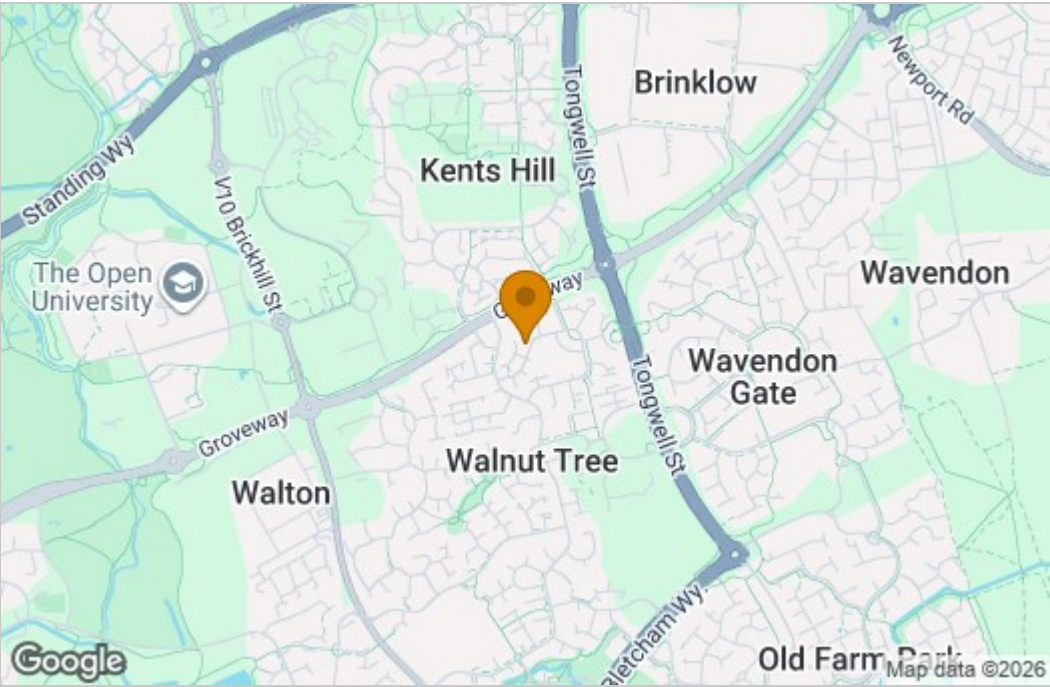 Brinklow
Newport Rd
Tongwell St
Kents Hill
Standing Wy
V10 Brickhill St
The Open
University
Wavendon
Groveway
Wavendon
Gate
Tongwell St
Groveway
Walnut Tree
Walton
Bletcham Wy
Old Farm Park
Google
Map data ©2026